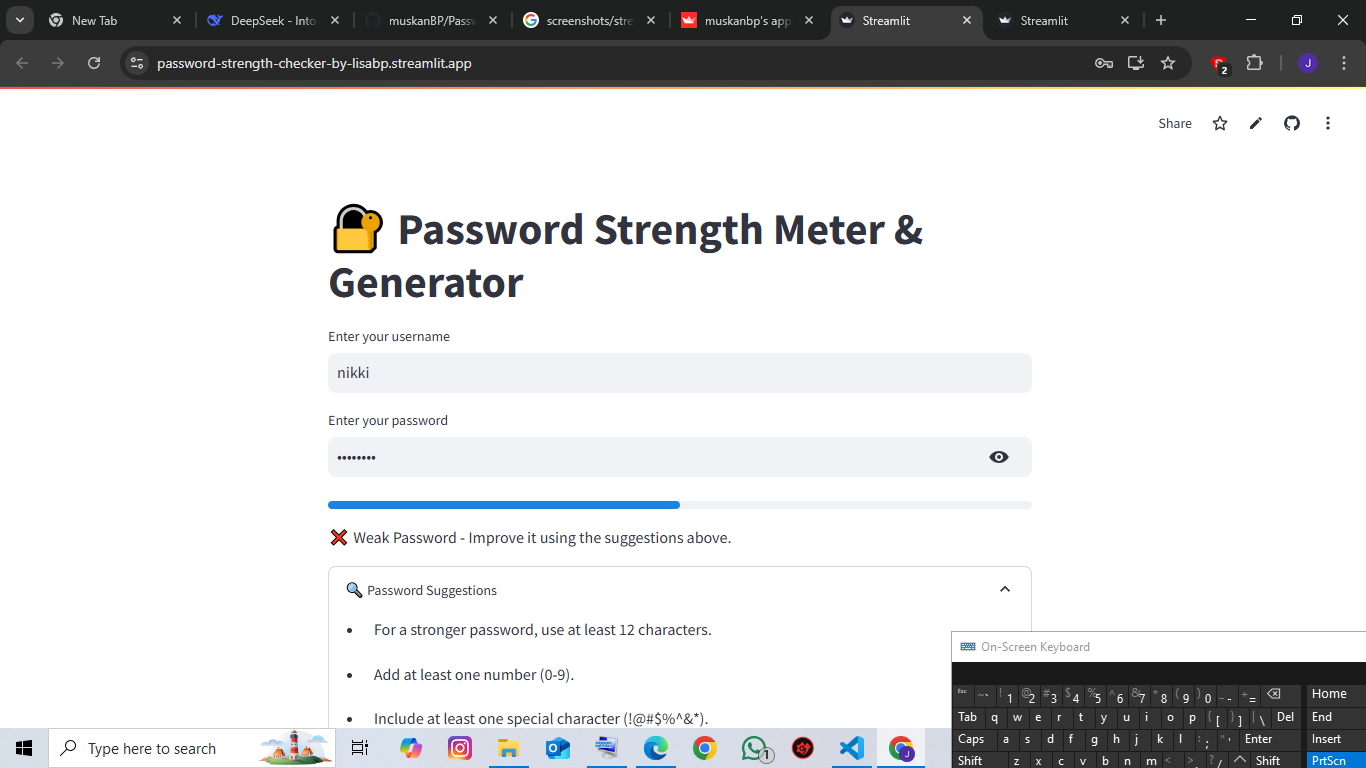 New Tab
DeepSeek - Into
muskanBP/Passw
screenshots/stre
muskanbp's app
Streamlit
Streamlit
password-strength-checker-by-lisabp.streamlit.app
2
J
Share
Password Strength Meter &
Generator
Enter your username
nikki
Enter your password
••••••••
Weak Password - Improve it using the suggestions above.
Password Suggestions
• For a stronger password, use at least 12 characters.
• Add at least one number (0-9).
• Include at least one special character (!@#$%^&*).
On-Screen Keyboard
Esc ~` !1 @2 #3 $4 %5 ^6 &7 *8 (9 )0 _- += Home
Tab q w e r t y u i o p {[ }] |\ Del End
Caps a s d f g h j k l :; "' Enter Insert
Shift z x c v b n m <, >. ?/ Shift PrtScn
Type here to search
1
J